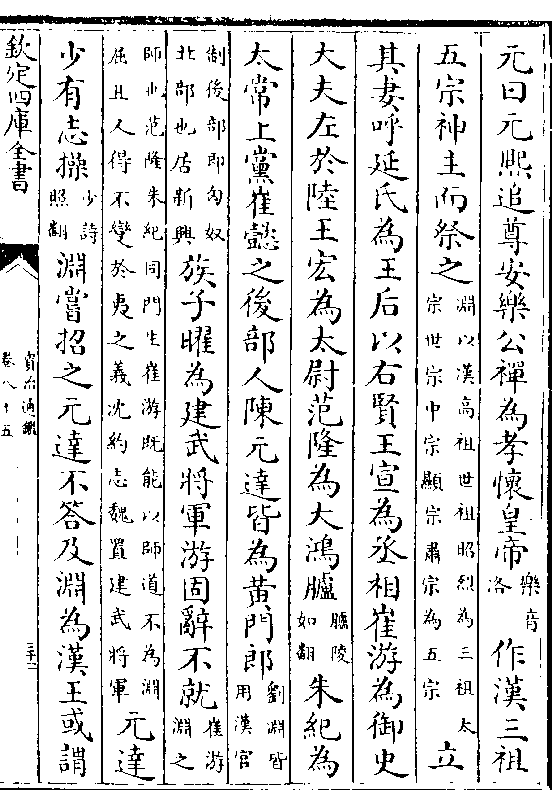 元曰元熙追尊安樂公禪為孝懷皇帝樂音洛作漢三祖
五宗神主而祭之淵以漢高祖世祖昭烈為三祖太宗世宗中宗顯宗肅宗為五宗立
其妻呼延氏為王后以右賢王宣為丞相崔游為御史
大夫左於陸王宏為太尉范隆為大鴻臚臚陵如翻朱紀為
太常上黨崔懿之後部人陳元達皆為黃門郎劉淵皆用漢官
制後部即匈奴北部也居新興族子曜為建武將軍游固辭不就崔游淵之
師也范隆朱紀同門生崔游既能以師道不為淵屈且人得不變於夷之義沈約志魏置建武將軍元達
少有志操少詩照翻淵嘗招之元達不答及淵為漢王或謂
欽定四庫全書
資治通鑑
卷八十五